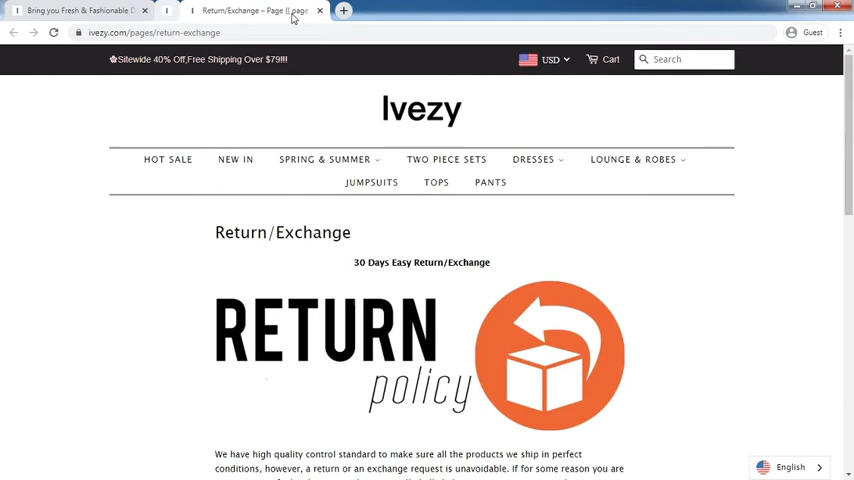 Bring you Fresh & Fashionable D
Return/Exchange – Page {{ page
ivezy.com/pages/return-exchange
Guest
✿Sitewide 40% Off,Free Shipping Over $79!!!
USD
Cart
Search
Ivezy
HOT SALE
NEW IN
SPRING & SUMMER
TWO PIECE SETS
DRESSES
LOUNGE & ROBES
JUMPSUITS
TOPS
PANTS
Return/Exchange
30 Days Easy Return/Exchange
RETURN
policy
We have high quality control standard to make sure all the products we ship in perfect
conditions, however, a return or an exchange request is unavoidable. If for some reason you are
English